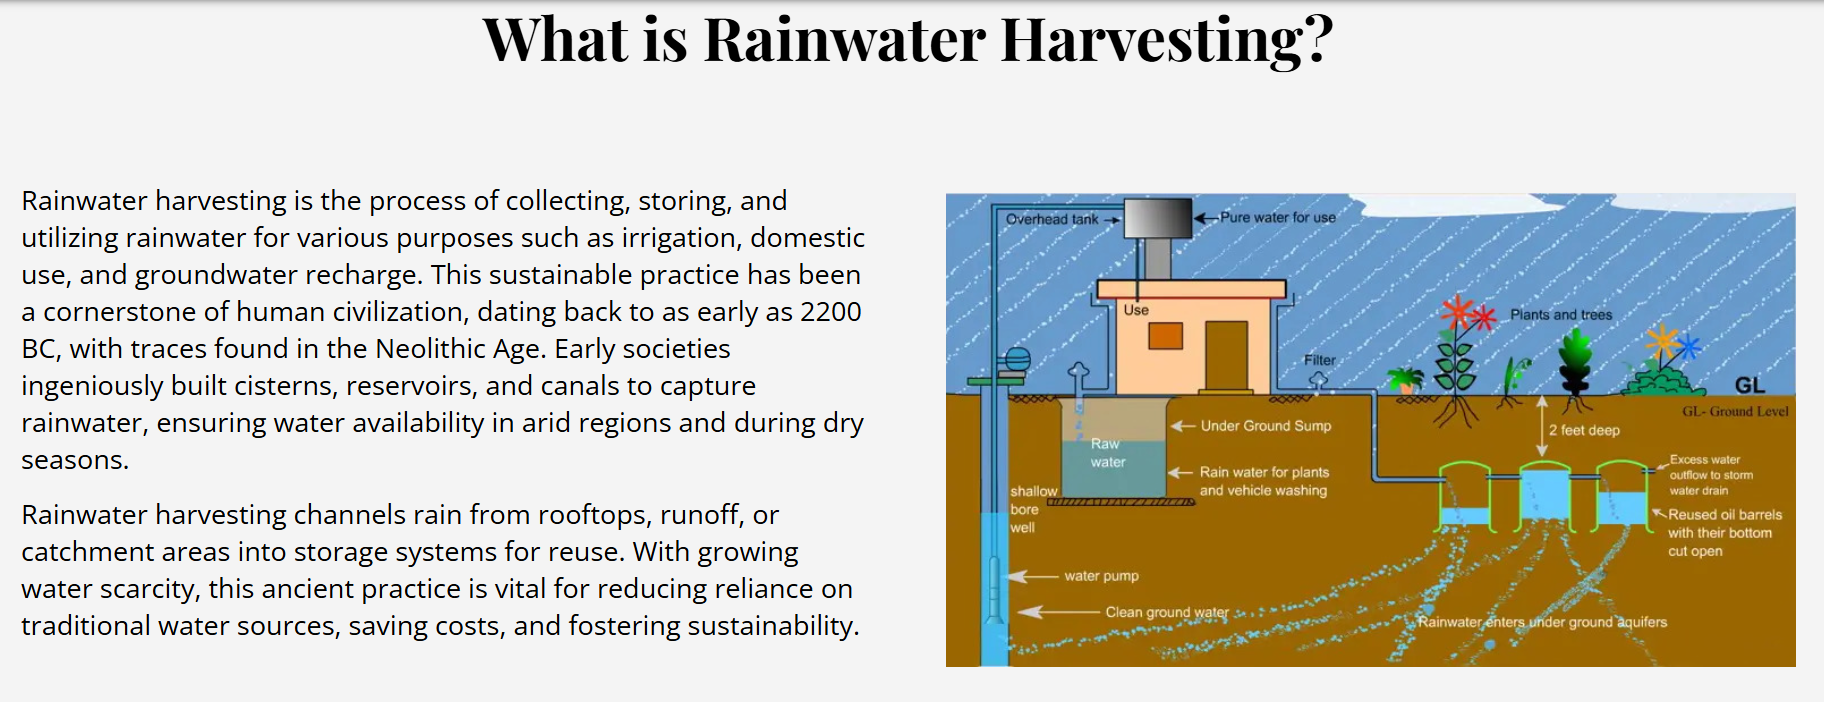 What is Rainwater Harvesting?
Rainwater harvesting is the process of collecting, storing, and
utilizing rainwater for various purposes such as irrigation, domestic
use, and groundwater recharge. This sustainable practice has been
a cornerstone of human civilization, dating back to as early as 2200
BC, with traces found in the Neolithic Age. Early societies
ingeniously built cisterns, reservoirs, and canals to capture
rainwater, ensuring water availability in arid regions and during dry
seasons.
Rainwater harvesting channels rain from rooftops, runoff, or
catchment areas into storage systems for reuse. With growing
water scarcity, this ancient practice is vital for reducing reliance on
traditional water sources, saving costs, and fostering sustainability.
Overhead tank
Pure water for use
Use
Plants and trees
Filter
GL
GL- Ground Level
Under Ground Sump
2 feet deep
Raw
water
Rain water for plants
and vehicle washing
Excess water
outflow to storm
water drain
shallow
bore
well
Reused oil barrels
with their bottom
cut open
water pump
Clean ground water
Rainwater enters under ground aquifers